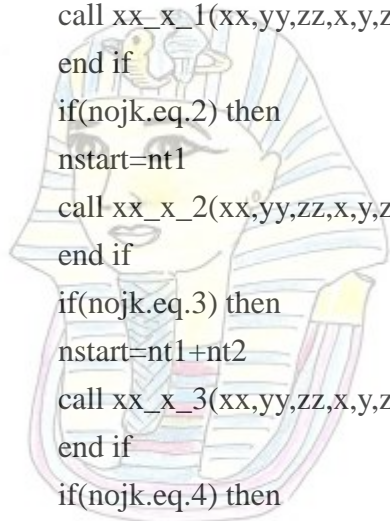 call xx_x_1(xx,yy,zz,x,y,z
end if
if(nojk.eq.2) then
nstart=nt1
call xx_x_2(xx,yy,zz,x,y,z
end if
if(nojk.eq.3) then
nstart=nt1+nt2
call xx_x_3(xx,yy,zz,x,y,z
end if
if(nojk.eq.4) then